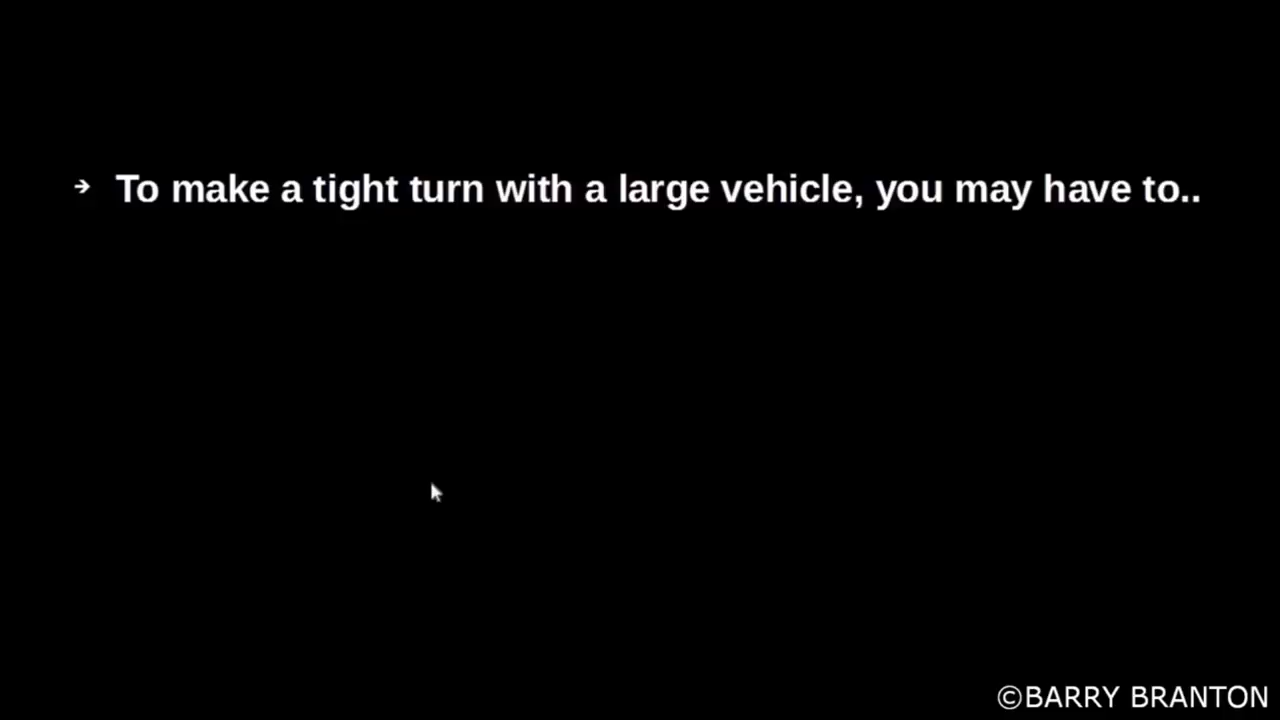 ➔ To make a tight turn with a large vehicle, you may have to..
©BARRY BRANTON